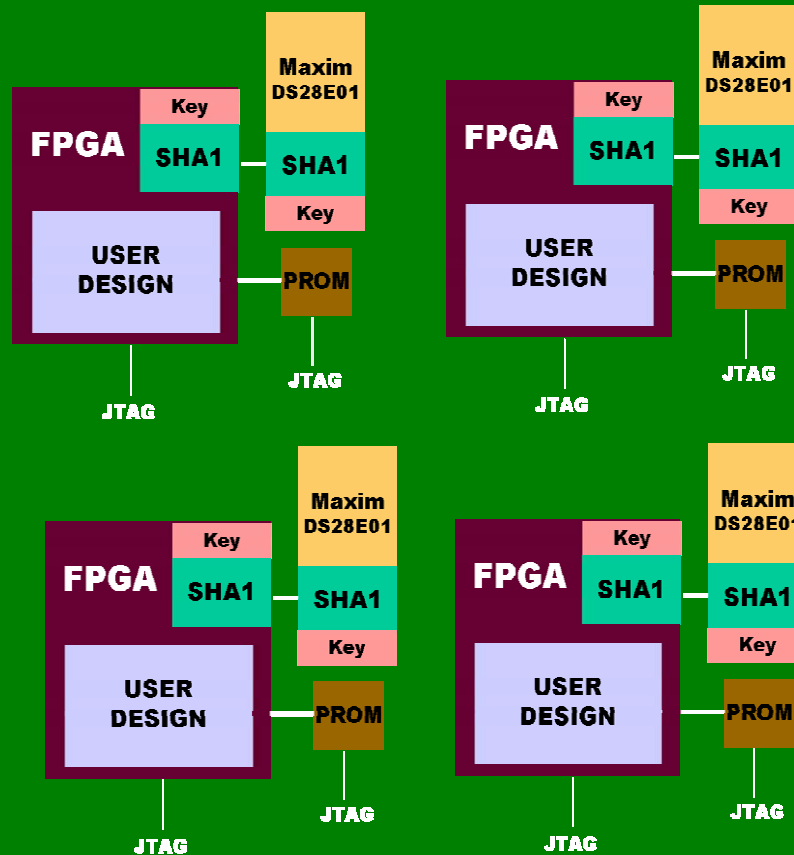 Maxim
DS28E01
Key
FPGA
SHA1
SHA1
Key
USER
DESIGN
PROM
JTAG
JTAG
Maxim
DS28E01
Key
FPGA
SHA1
SHA1
Key
USER
DESIGN
PROM
JTAG
JTAG
Maxim
DS28E01
Key
FPGA
SHA1
SHA1
Key
USER
DESIGN
PROM
JTAG
JTAG
Maxim
DS28E01
Key
FPGA
SHA1
SHA1
Key
USER
DESIGN
PROM
JTAG
JTAG